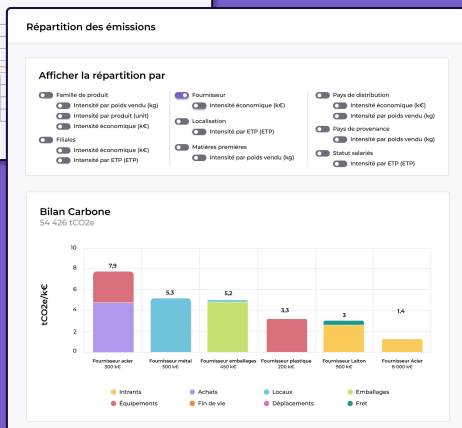 Répartition des émissions
Afficher la répartition par
Famille de produit
Intensité par poids vendu (kg)
Intensité par produit (unit)
Intensité économique (k€)
Filiales
Intensité économique (k€)
Intensité par ETP (ETP)
Fournisseur
Intensité économique (k€)
Localisation
Intensité par ETP (ETP)
Matières premières
Intensité par poids vendu (kg)
Pays de distribution
Intensité économique (k€)
Intensité par poids vendu (kg)
Pays de provenance
Intensité par poids vendu (kg)
Statut salariés
Intensité par ETP (ETP)
Bilan Carbone
54 426 tCO2e
tCO2e/k€
10
8
6
4
2
0
7,9
5,3
5,2
3,3
3
1,4
Fournisseur acier
300 k€
Fournisseur métal
500 k€
Fournisseur emballages
450 k€
Fournisseur plastique
200 k€
Fournisseur Laiton
900 k€
Fournisseur Acier
8 000 k€
Intrants
Achats
Locaux
Emballages
Équipements
Fin de vie
Déplacements
Fret